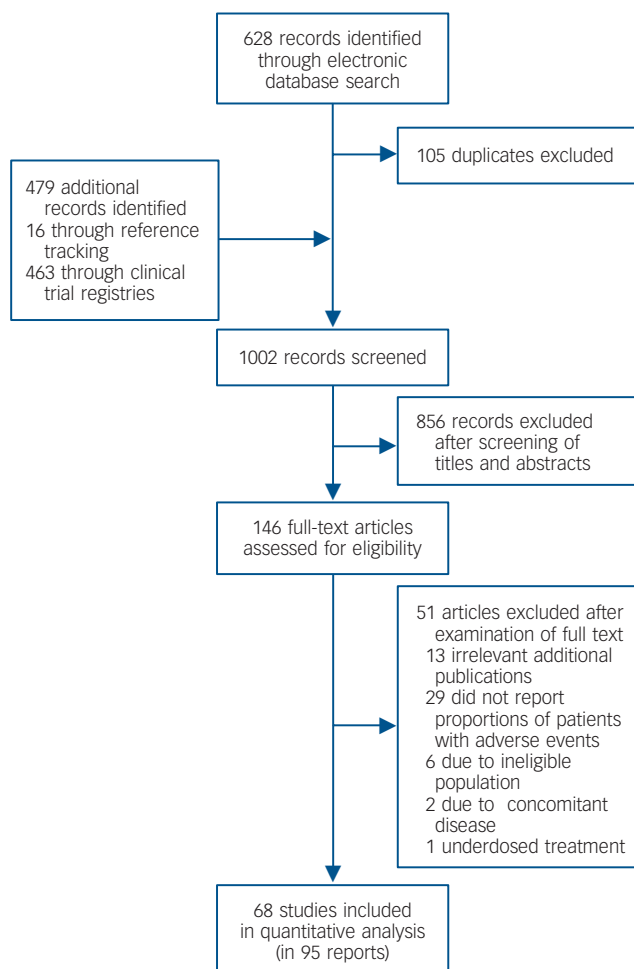 628 records identified
through electronic
database search
105 duplicates excluded
479 additional
records identified
16 through reference
tracking
463 through clinical
trial registries
1002 records screened
856 records excluded
after screening of
titles and abstracts
146 full-text articles
assessed for eligibility
51 articles excluded after
examination of full text
13 irrelevant additional
publications
29 did not report
proportions of patients
with adverse events
6 due to ineligible
population
2 due to concomitant
disease
1 underdosed treatment
68 studies included
in quantitative analysis
(in 95 reports)